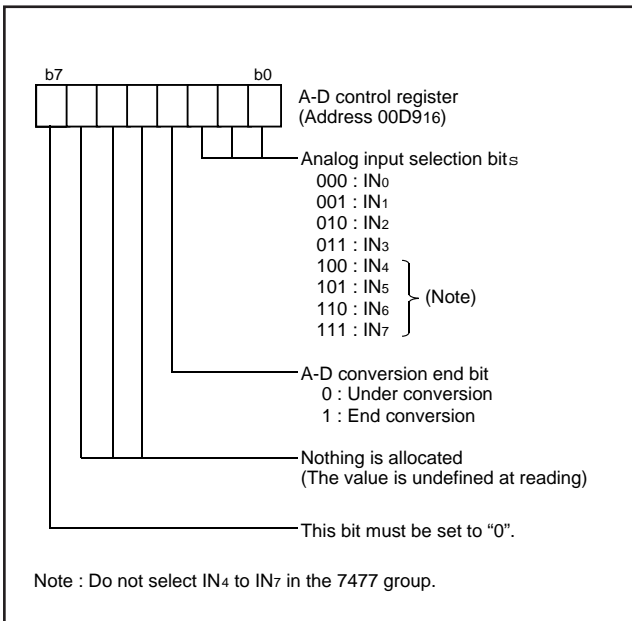 b7 b0
A-D control register
(Address 00D916)
Analog input selection bits
000 : IN0
001 : IN1
010 : IN2
011 : IN3
100 : IN4
101 : IN5
110 : IN6
111 : IN7
(Note)
A-D conversion end bit
0 : Under conversion
1 : End conversion
Nothing is allocated
(The value is undefined at reading)
This bit must be set to “0”.
Note : Do not select IN4 to IN7 in the 7477 group.